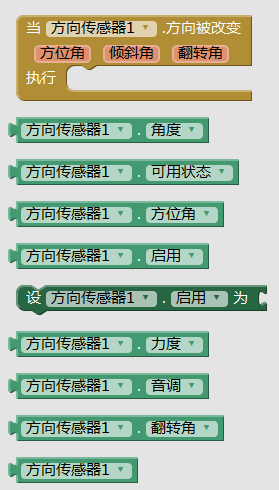 当 方向传感器1 .方向被改变
方位角 倾斜角 翻转角
执行
方向传感器1 . 角度
方向传感器1 . 可用状态
方向传感器1 . 方位角
方向传感器1 . 启用
设 方向传感器1 . 启用 为
方向传感器1 . 力度
方向传感器1 . 音调
方向传感器1 . 翻转角
方向传感器1